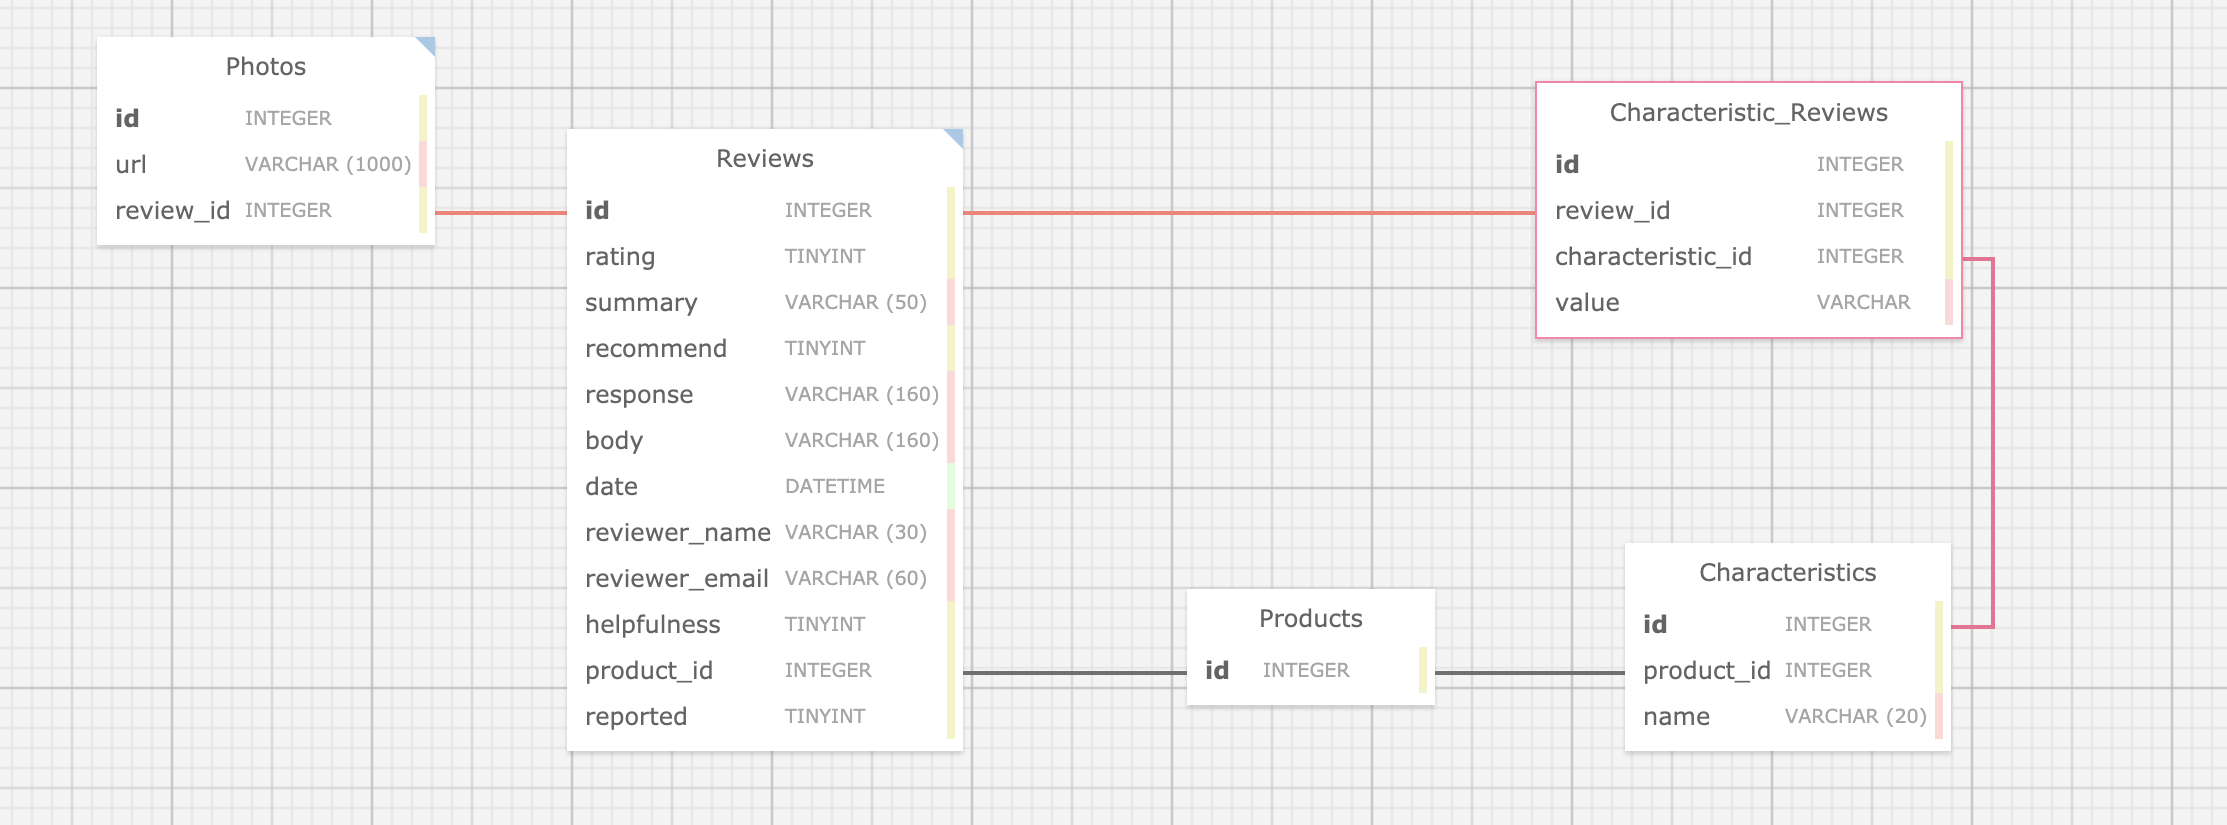 Photos
id INTEGER
url VARCHAR (1000)
review_id INTEGER
Reviews
id INTEGER
rating TINYINT
summary VARCHAR (50)
recommend TINYINT
response VARCHAR (160)
body VARCHAR (160)
date DATETIME
reviewer_name VARCHAR (30)
reviewer_email VARCHAR (60)
helpfulness TINYINT
product_id INTEGER
reported TINYINT
Products
id INTEGER
Characteristic_Reviews
id INTEGER
review_id INTEGER
characteristic_id INTEGER
value VARCHAR
Characteristics
id INTEGER
product_id INTEGER
name VARCHAR (20)